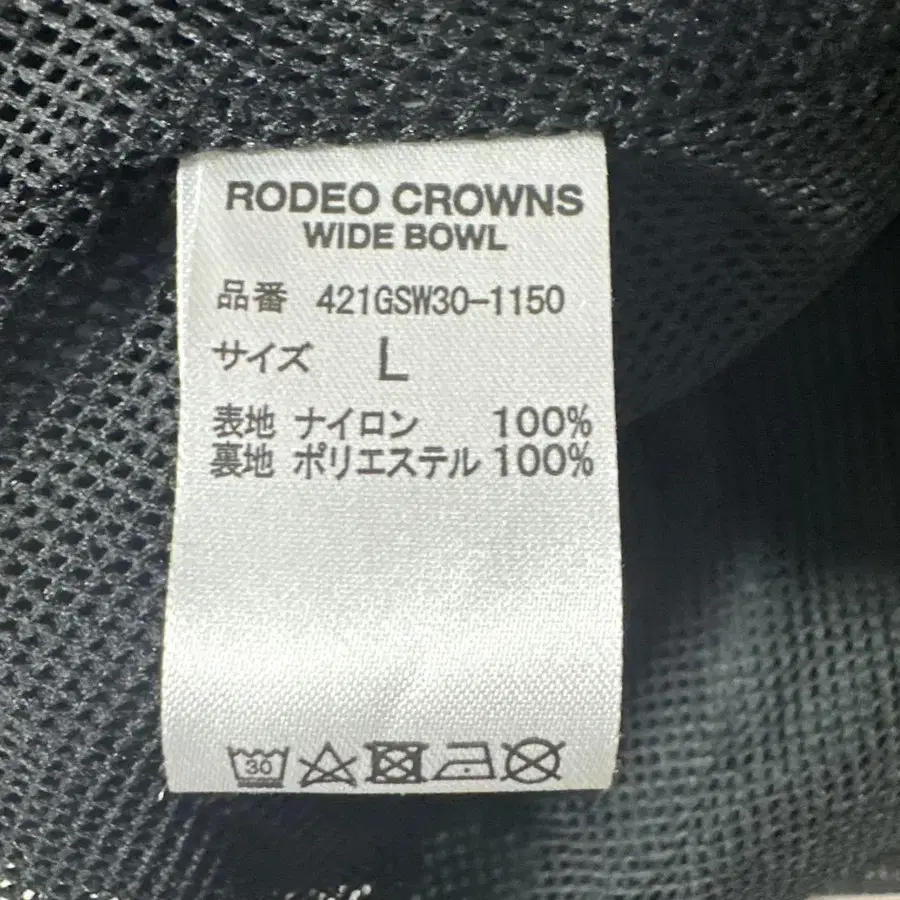 RODEO CROWNS
WIDE BOWL
品番 421GSW30-1150
サイズ L
表地 ナイロン 100%
裏地 ポリエステル 100%
30